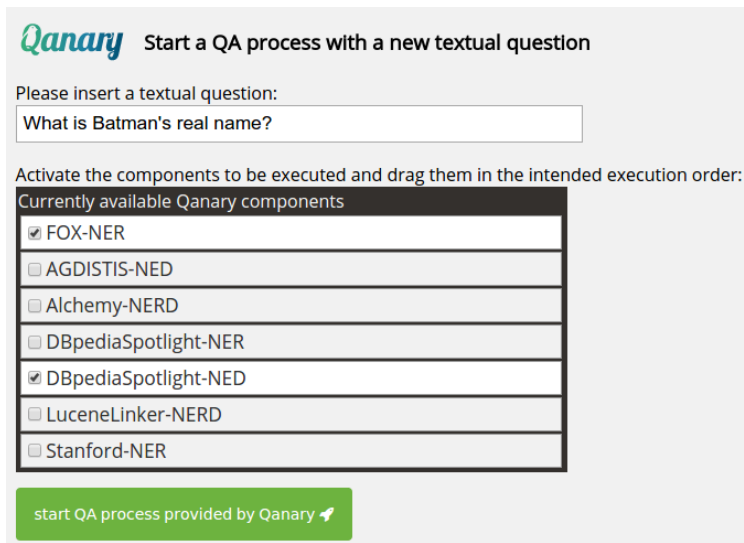 Qanary Start a QA process with a new textual question
Please insert a textual question:
What is Batman's real name?
Activate the components to be executed and drag them in the intended execution order:
Currently available Qanary components
FOX-NER
AGDISTIS-NED
Alchemy-NERD
DBpediaSpotlight-NER
DBpediaSpotlight-NED
LuceneLinker-NERD
Stanford-NER
start QA process provided by Qanary